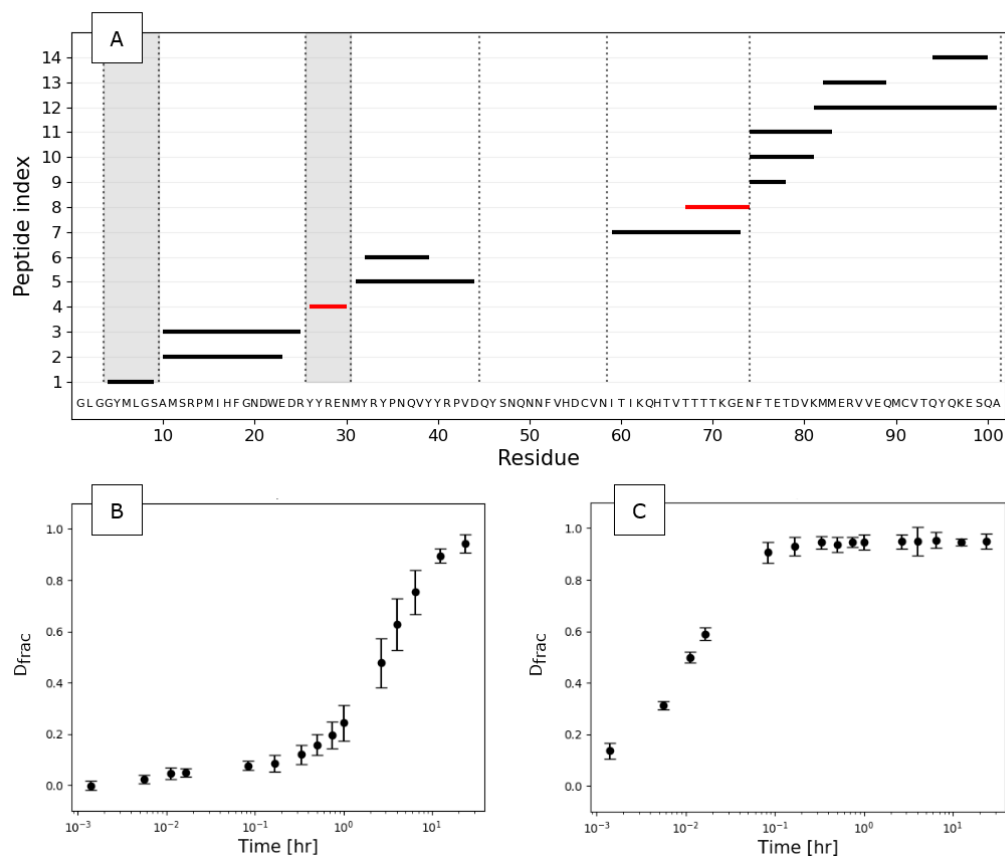 A
Peptide index
14
13
12
11
10
9
8
7
6
5
4
3
2
1
GLGGYMLGSAMSRPMIHFGNDWEDRYYRENMYRYPNQVYYRPVDQYSNQNNFVHDCVNITIKQHTVTTTTKGENFTETDVKMMERVVEQMCVTQYQKESQA
10 20 30 40 50 60 70 80 90 100
Residue
B
D_frac
1.0
0.8
0.6
0.4
0.2
0.0
10⁻³ 10⁻² 10⁻¹ 10⁰ 10¹
Time [hr]
C
D_frac
1.0
0.8
0.6
0.4
0.2
0.0
10⁻³ 10⁻² 10⁻¹ 10⁰ 10¹
Time [hr]